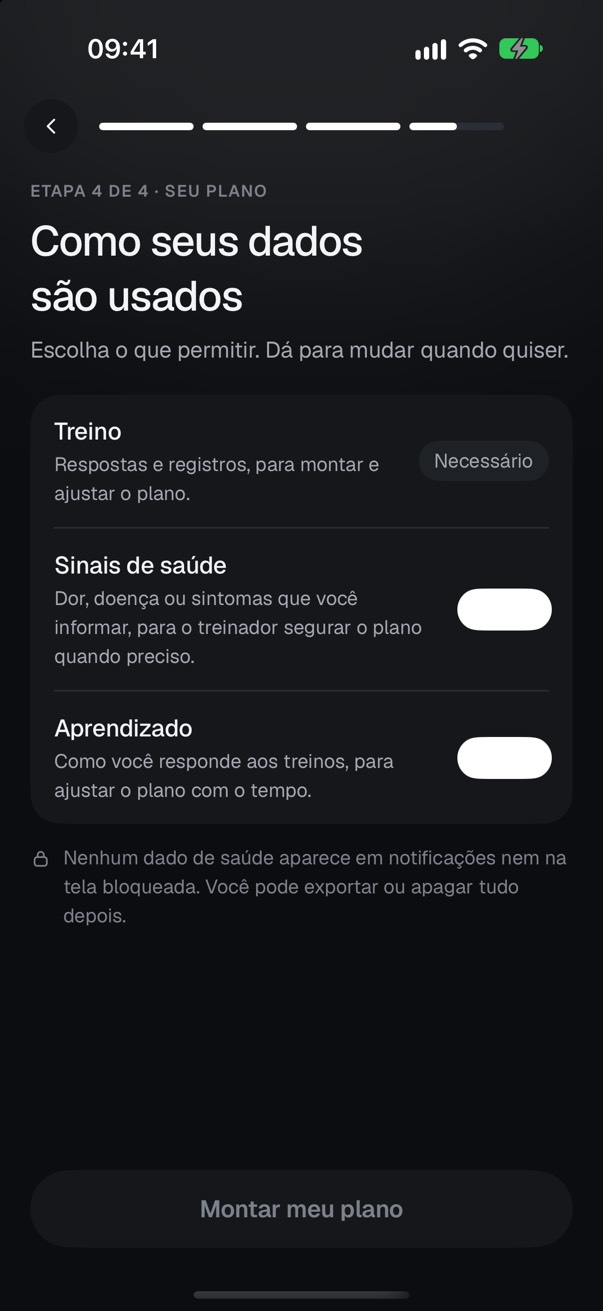 09:41
ETAPA 4 DE 4 · SEU PLANO
Como seus dados
são usados
Escolha o que permitir. Dá para mudar quando quiser.
Treino
Respostas e registros, para montar e
ajustar o plano.
Necessário
Sinais de saúde
Dor, doença ou sintomas que você
informar, para o treinador segurar o plano
quando preciso.
Aprendizado
Como você responde aos treinos, para
ajustar o plano com o tempo.
Nenhum dado de saúde aparece em notificações nem na
tela bloqueada. Você pode exportar ou apagar tudo
depois.
Montar meu plano